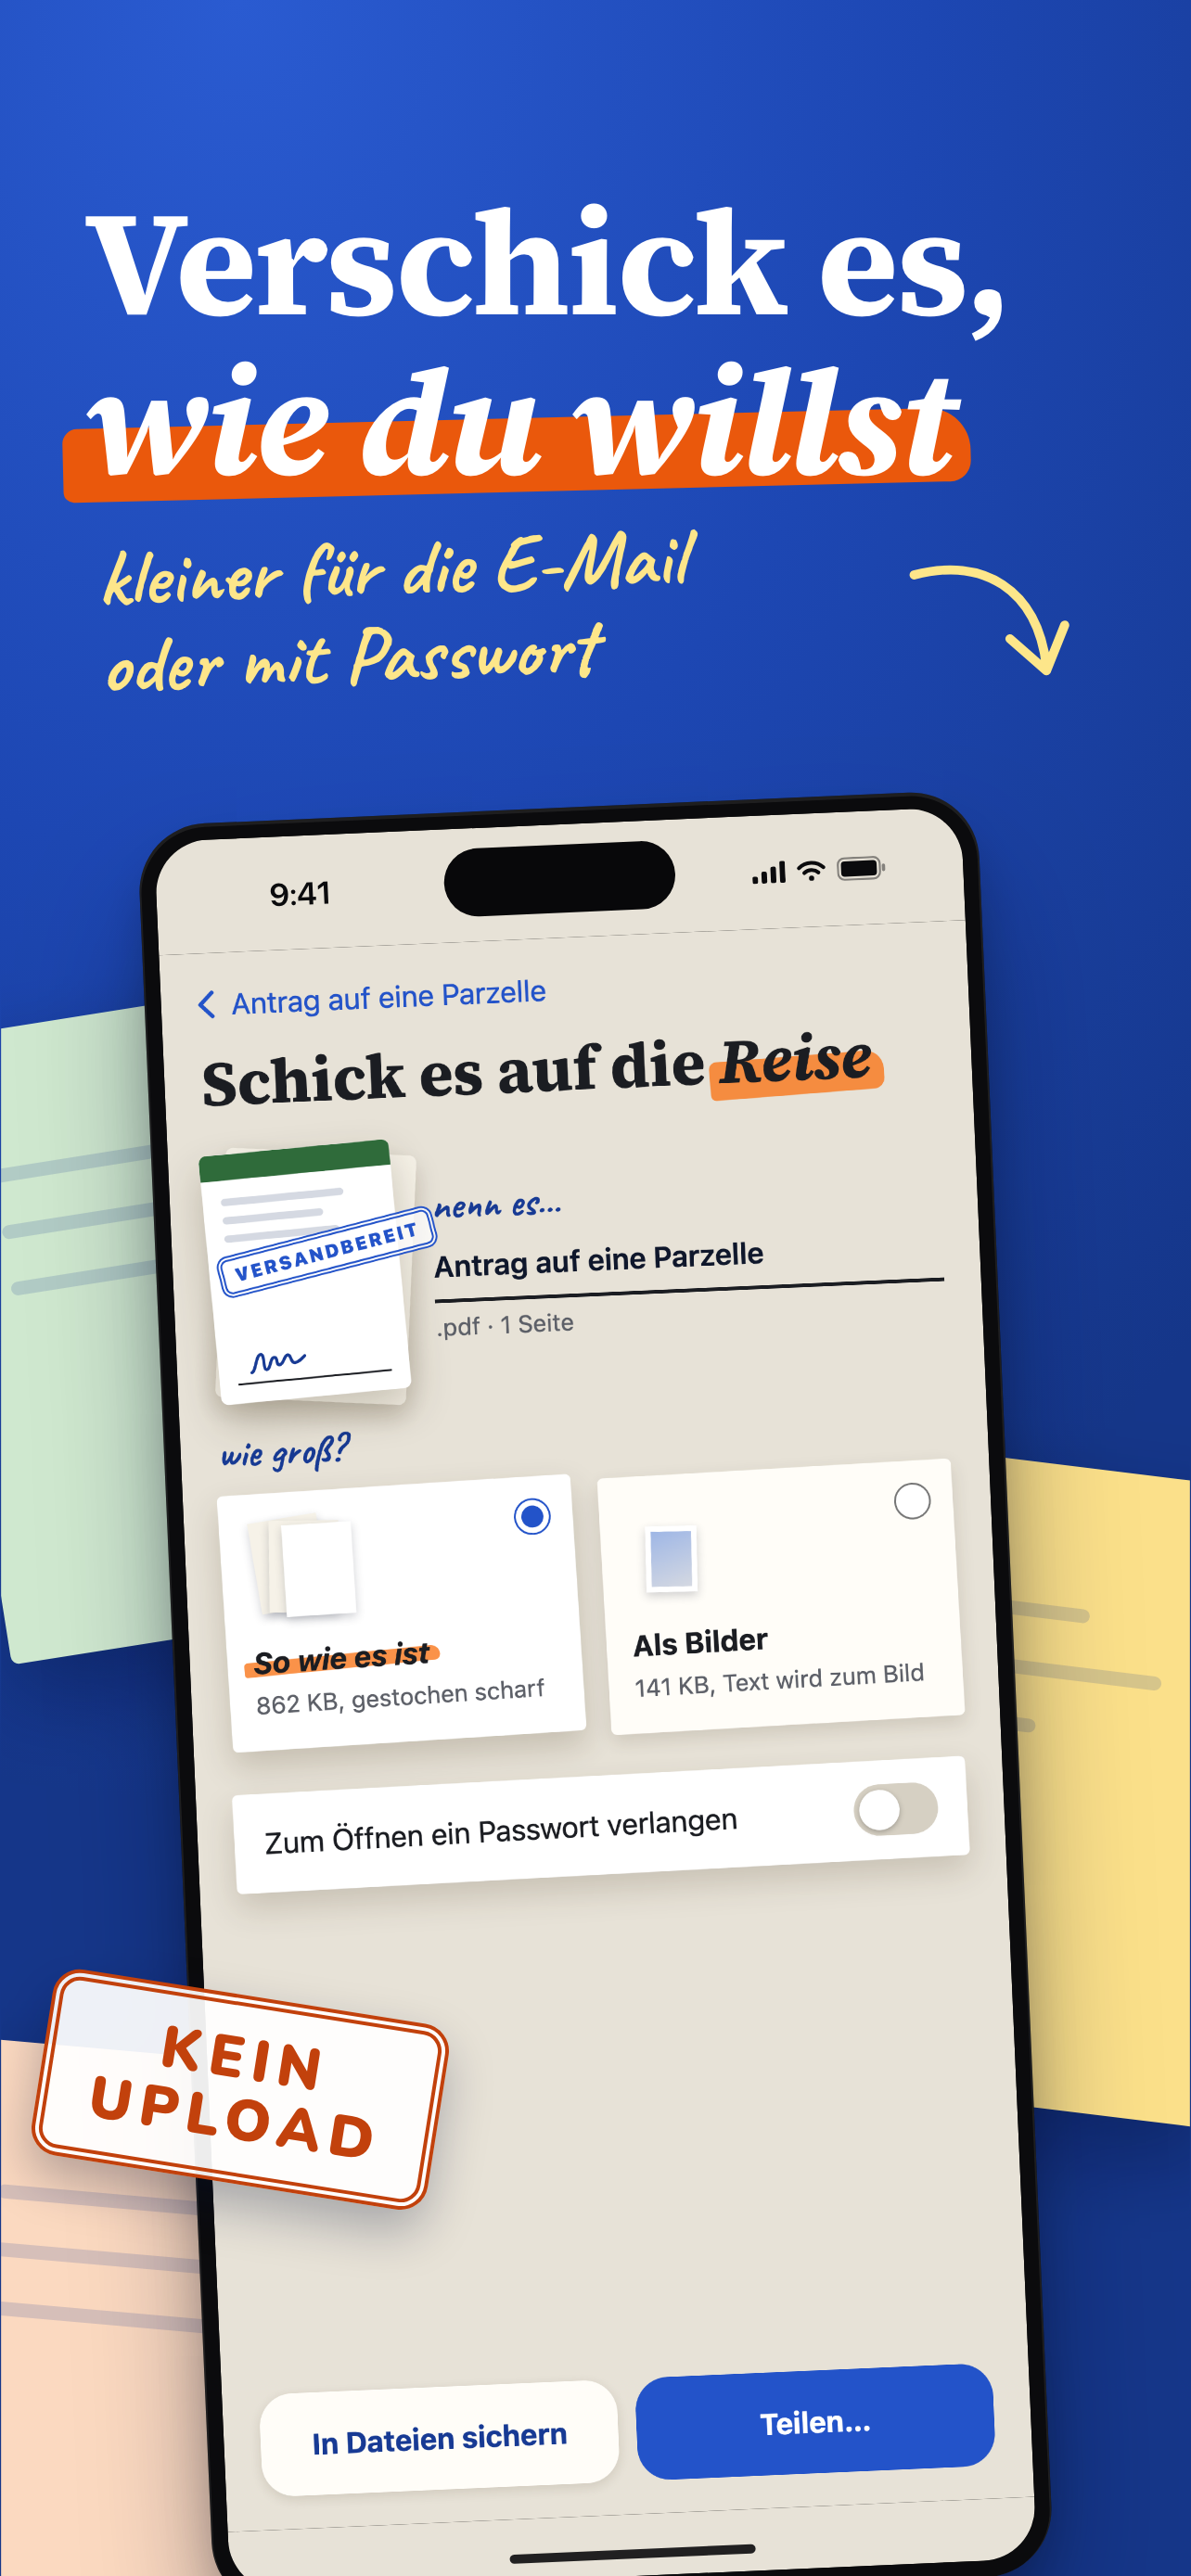 Verschick es,
wie du willst
kleiner für die E-Mail
oder mit Passwort
9:41
Antrag auf eine Parzelle
Schick es auf die Reise
VERSANDBEREIT
nenn es...
Antrag auf eine Parzelle
.pdf · 1 Seite
wie groß?
So wie es ist
862 KB, gestochen scharf
Als Bilder
141 KB, Text wird zum Bild
Zum Öffnen ein Passwort verlangen
KEIN
UPLOAD
In Dateien sichern
Teilen...